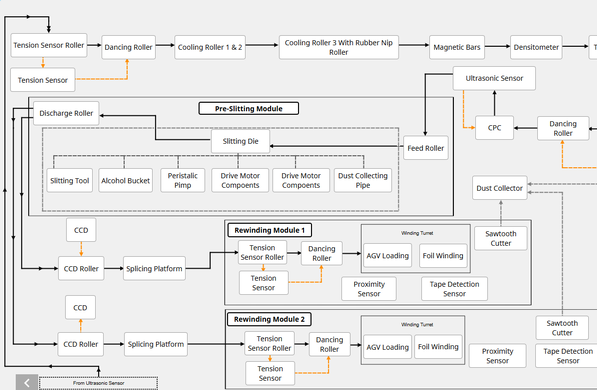 Tension Sensor Roller
Dancing Roller
Cooling Roller 1 & 2
Cooling Roller 3 With Rubber Nip
Roller
Magnetic Bars
Densitometer
T
Tension Sensor
Ultrasonic Sensor
Pre-Slitting Module
Discharge Roller
Slitting Die
Feed Roller
CPC
Dancing
Roller
Slitting Tool
Alcohol Bucket
Peristalic
Pimp
Drive Motor
Compoents
Drive Motor
Compoents
Dust Collecting
Pipe
Dust Collector
CCD
Rewinding Module 1
Winding Turret
Sawtooth
Cutter
Tension
Sensor Roller
Dancing
Roller
AGV Loading
Foil Winding
CCD Roller
Splicing Platform
Tension
Sensor
Proximity
Sensor
Tape Detection
Sensor
CCD
Rewinding Module 2
Winding Turret
Sawtooth
Cutter
CCD Roller
Splicing Platform
Tension
Sensor Roller
Dancing
Roller
AGV Loading
Foil Winding
Proximity
Sensor
Tape Detection
Sensor
Tension
Sensor
From Ultrasonic Sensor